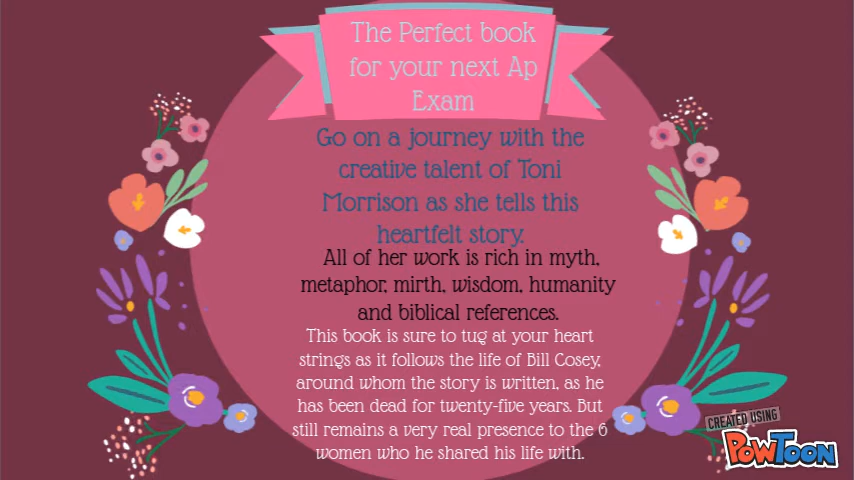 The Perfect book
for your next Ap
Exam
Go on a journey with the
creative talent of Toni
Morrison as she tells this
heartfelt story.
All of her work is rich in myth,
metaphor, mirth, wisdom, humanity
and biblical references.
This book is sure to tug at your heart
strings as it follows the life of Bill Cosey,
around whom the story is written, as he
has been dead for twenty-five years. But
still remains a very real presence to the 6
women who he shared his life with.
CREATED USING
POWTOON